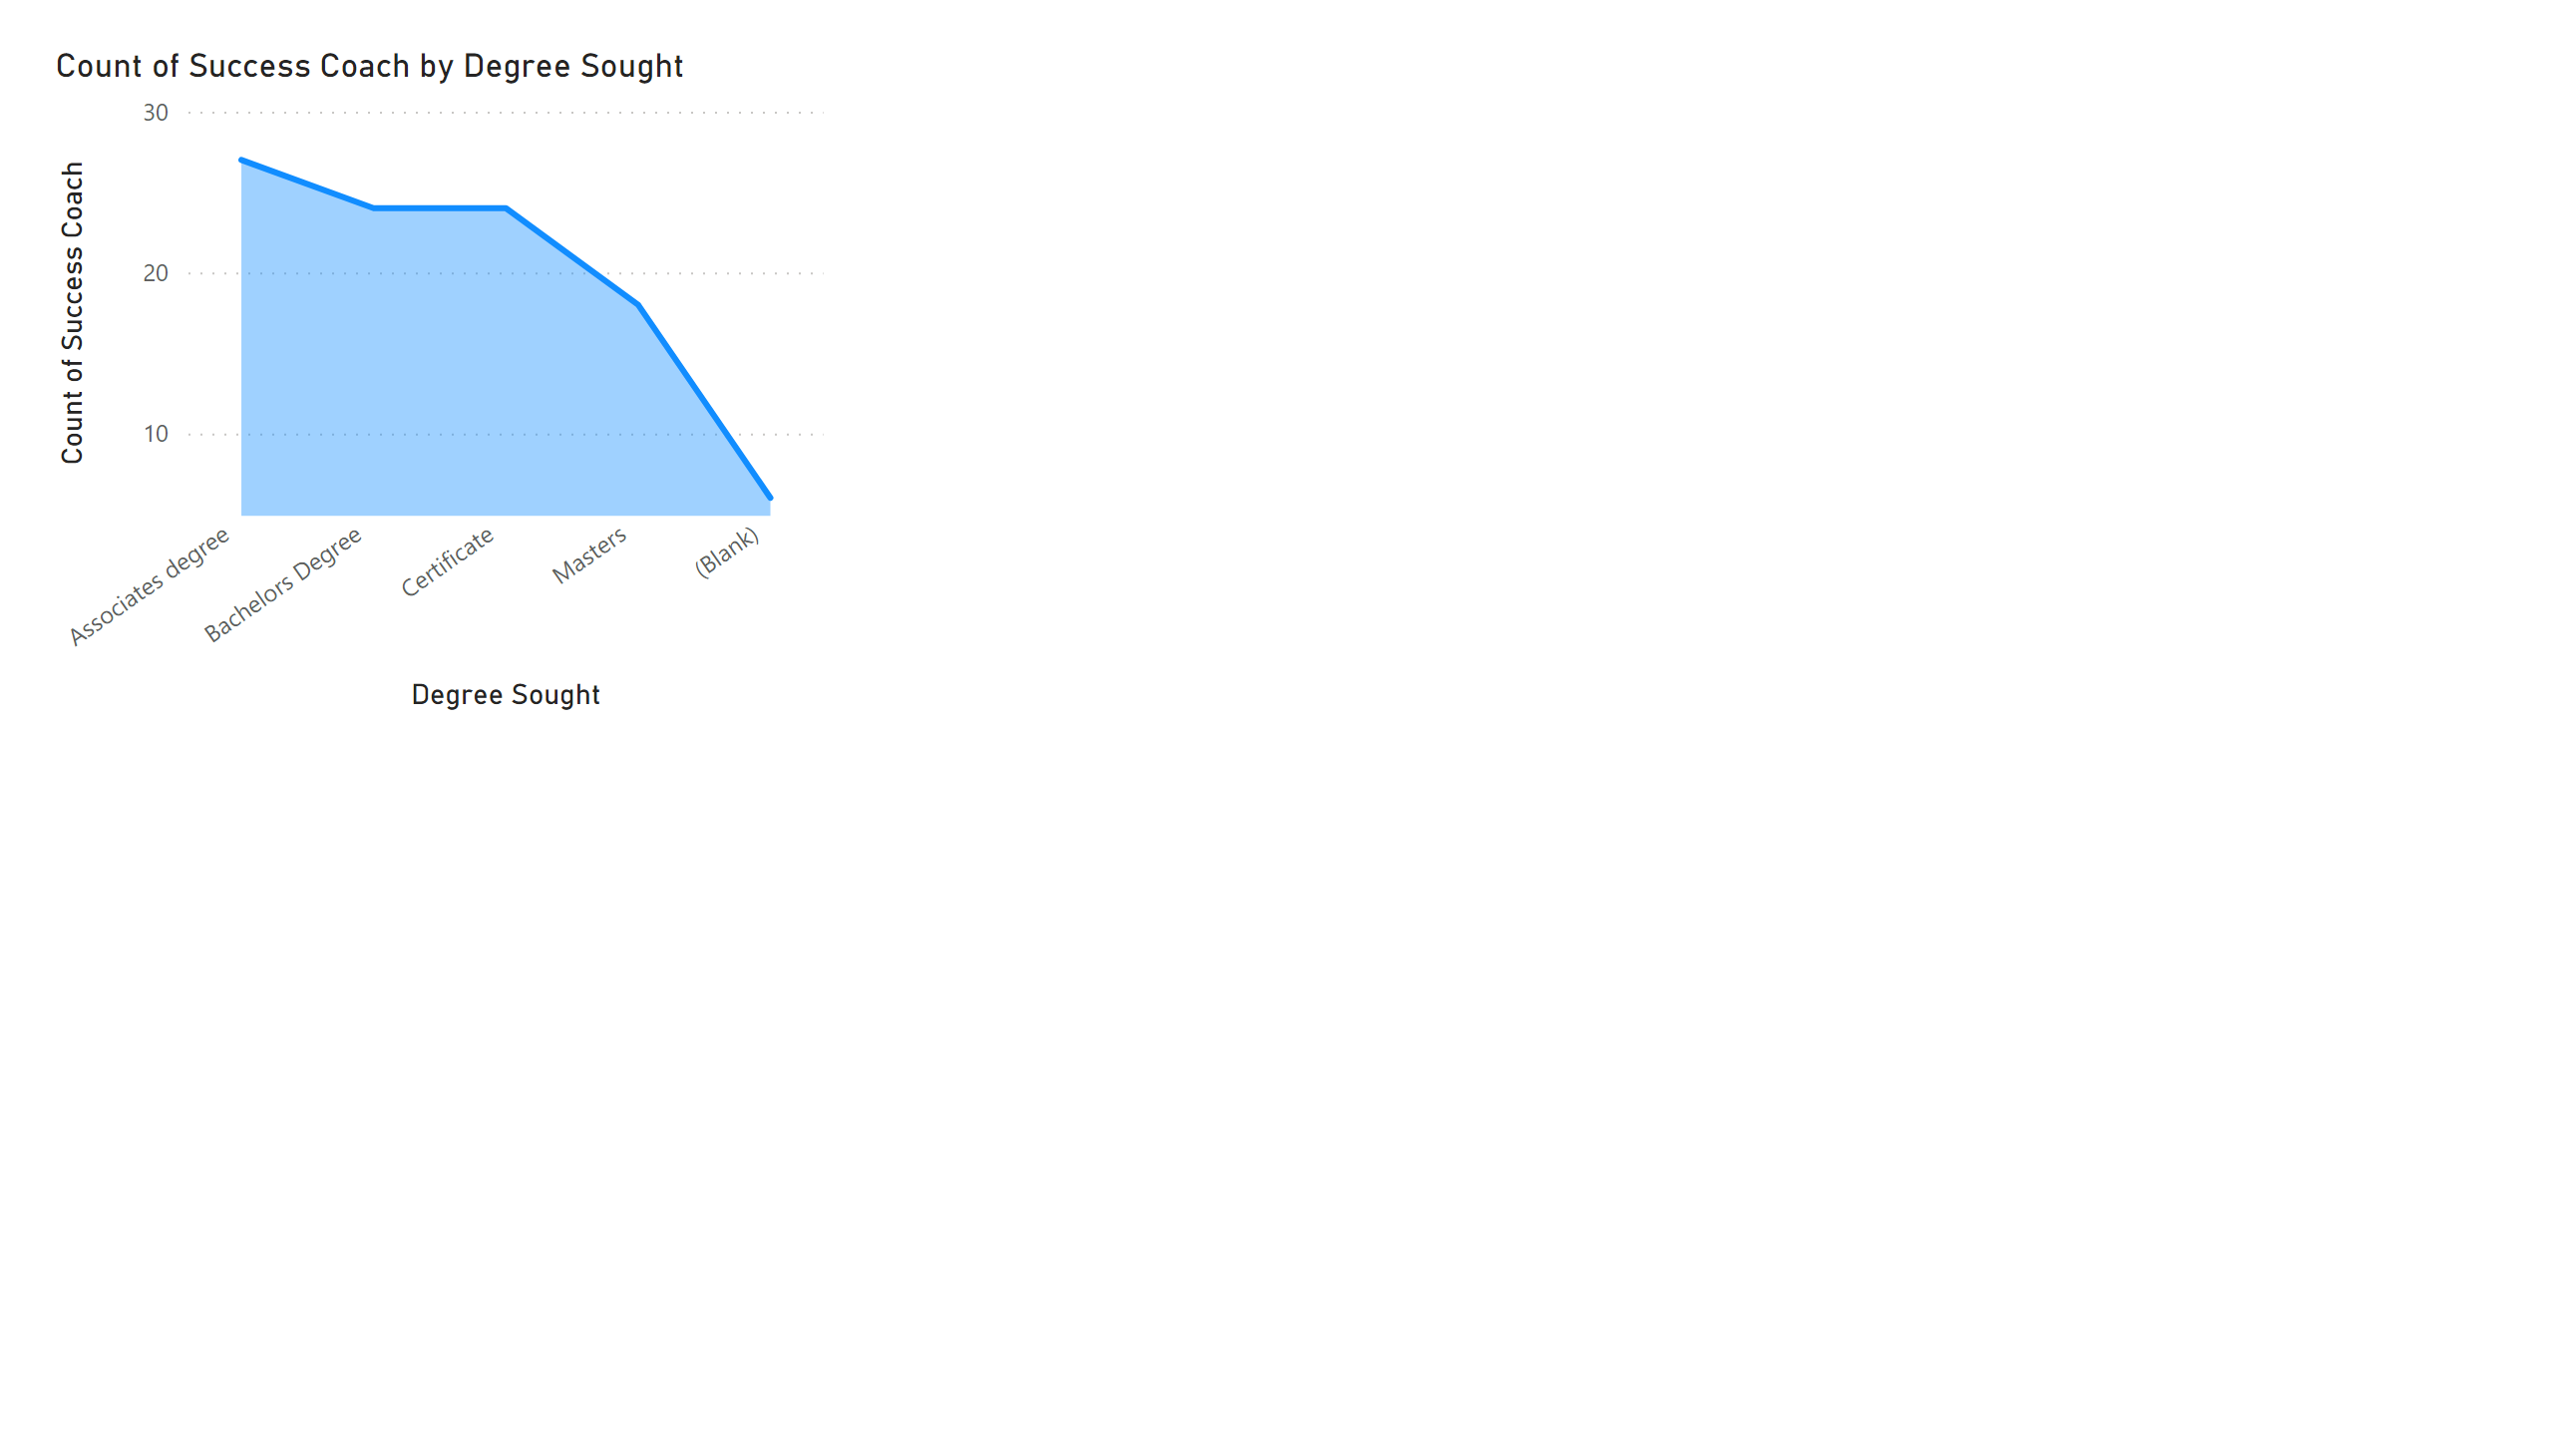 Count of Success Coach by Degree Sought
30
20
10
Count of Success Coach
Associates degree
Bachelors Degree
Certificate
Masters
(Blank)
Degree Sought